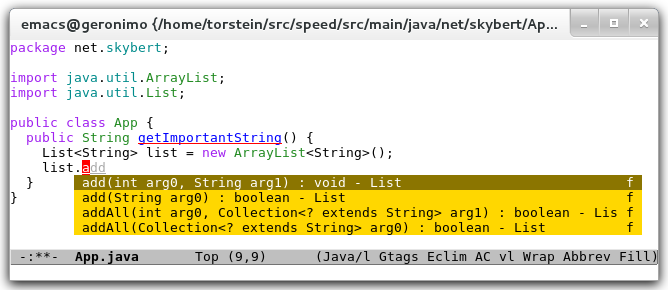 emacs@geronimo {/home/torstein/src/speed/src/main/java/net/skybert/Ap...
package net.skybert;
import java.util.ArrayList;
import java.util.List;
public class App {
  public String getImportantString() {
    List<String> list = new ArrayList<String>();
    list.add
  }
add(int arg0, String arg1) : void - List f
}
add(String arg0) : boolean - List f
addAll(int arg0, Collection<? extends String> arg1) : boolean - Lis f
addAll(Collection<? extends String> arg0) : boolean - List f
-:**-  App.java       Top (9,9)      (Java/l Gtags Eclim AC vl Wrap Abbrev Fill)